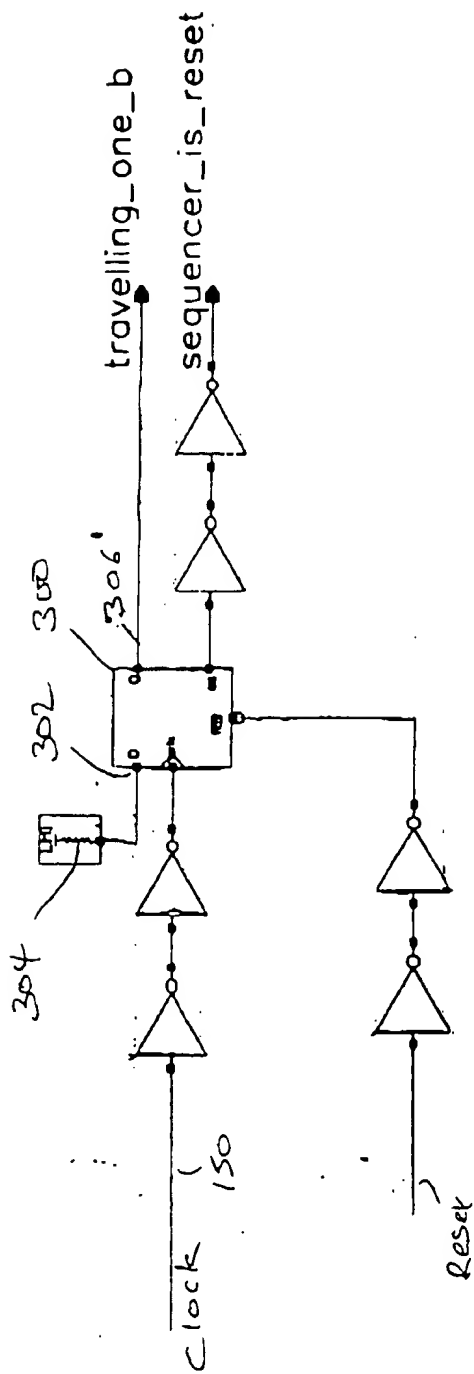 travelling_one_b
sequencer_is_reset
300
306'
302
304
D
Q
150
Clock
Reset